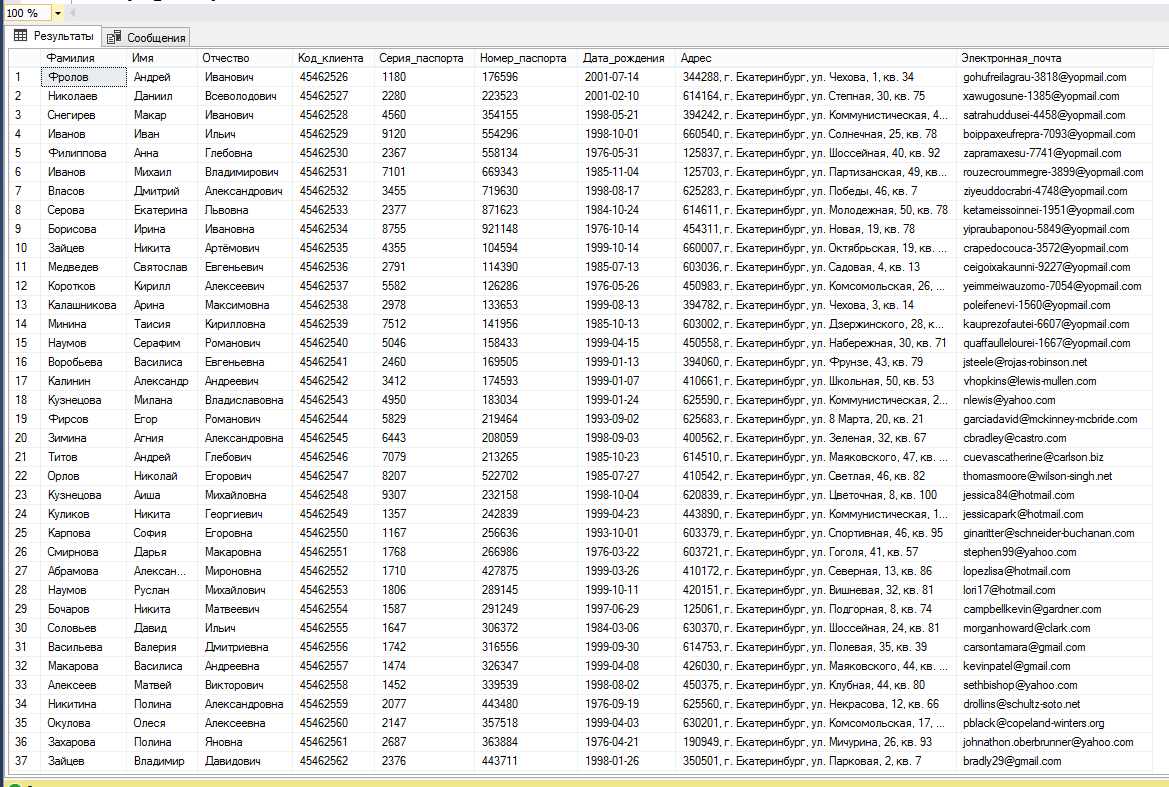 100 %
Результаты Сообщения
Фамилия Имя Отчество Код_клиента Серия_паспорта Номер_паспорта Дата_рождения Адрес Электронная_почта
1 Фролов Андрей Иванович 45462526 1180 176596 2001-07-14 344288, г. Екатеринбург, ул. Чехова, 1, кв. 34 gohufreilagrau-3818@yopmail.com
2 Николаев Даниил Всеволодович 45462527 2280 223523 2001-02-10 614164, г. Екатеринбург, ул. Степная, 30, кв. 75 xawugosune-1385@yopmail.com
3 Снегирев Макар Иванович 45462528 4560 354155 1998-05-21 394242, г. Екатеринбург, ул. Коммунистическая, 4... satrahuddusei-4458@yopmail.com
4 Иванов Иван Ильич 45462529 9120 554296 1998-10-01 660540, г. Екатеринбург, ул. Солнечная, 25, кв. 78 boippaxeufrepra-7093@yopmail.com
5 Филиппова Анна Глебовна 45462530 2367 558134 1976-05-31 125837, г. Екатеринбург, ул. Шоссейная, 40, кв. 92 zapramaxesu-7741@yopmail.com
6 Иванов Михаил Владимирович 45462531 7101 669343 1985-11-04 125703, г. Екатеринбург, ул. Партизанская, 49, кв... rouzecroummegre-3899@yopmail.com
7 Власов Дмитрий Александрович 45462532 3455 719630 1998-08-17 625283, г. Екатеринбург, ул. Победы, 46, кв. 7 ziyeuddocrabri-4748@yopmail.com
8 Серова Екатерина Львовна 45462533 2377 871623 1984-10-24 614611, г. Екатеринбург, ул. Молодежная, 50, кв. 78 ketameissoinnei-1951@yopmail.com
9 Борисова Ирина Ивановна 45462534 8755 921148 1976-10-14 454311, г. Екатеринбург, ул. Новая, 19, кв. 78 yipraubaponou-5849@yopmail.com
10 Зайцев Никита Артёмович 45462535 4355 104594 1999-10-14 660007, г. Екатеринбург, ул. Октябрьская, 19, кв. ... crapedocouca-3572@yopmail.com
11 Медведев Святослав Евгеньевич 45462536 2791 114390 1985-07-13 603036, г. Екатеринбург, ул. Садовая, 4, кв. 13 ceigoixakaunni-9227@yopmail.com
12 Коротков Кирилл Алексеевич 45462537 5582 126286 1976-05-26 450983, г. Екатеринбург, ул. Комсомольская, 26, ... yeimmeiwauzomo-7054@yopmail.com
13 Калашникова Арина Максимовна 45462538 2978 133653 1999-08-13 394782, г. Екатеринбург, ул. Чехова, 3, кв. 14 poleifenevi-1560@yopmail.com
14 Минина Таисия Кирилловна 45462539 7512 141956 1985-10-13 603002, г. Екатеринбург, ул. Дзержинского, 28, к... kauprezofautei-6607@yopmail.com
15 Наумов Серафим Романович 45462540 5046 158433 1999-04-15 450558, г. Екатеринбург, ул. Набережная, 30, кв. 71 quaffaullelourei-1667@yopmail.com
16 Воробьева Василиса Евгеньевна 45462541 2460 169505 1999-01-13 394060, г. Екатеринбург, ул. Фрунзе, 43, кв. 79 jsteele@rojas-robinson.net
17 Калинин Александр Андреевич 45462542 3412 174593 1999-01-07 410661, г. Екатеринбург, ул. Школьная, 50, кв. 53 vhopkins@lewis-mullen.com
18 Кузнецова Милана Владиславовна 45462543 4950 183034 1999-01-24 625590, г. Екатеринбург, ул. Коммунистическая, 2... nlewis@yahoo.com
19 Фирсов Егор Романович 45462544 5829 219464 1993-09-02 625683, г. Екатеринбург, ул. 8 Марта, 20, кв. 21 garciadavid@mckinney-mcbride.com
20 Зимина Агния Александровна 45462545 6443 208059 1998-09-03 400562, г. Екатеринбург, ул. Зеленая, 32, кв. 67 cbradley@castro.com
21 Титов Андрей Глебович 45462546 7079 213265 1985-10-23 614510, г. Екатеринбург, ул. Маяковского, 47, кв. ... cuevascatherine@carlson.biz
22 Орлов Николай Егорович 45462547 8207 522702 1985-07-27 410542, г. Екатеринбург, ул. Светлая, 46, кв. 82 thomasmoore@wilson-singh.net
23 Кузнецова Аиша Михайловна 45462548 9307 232158 1998-10-04 620839, г. Екатеринбург, ул. Цветочная, 8, кв. 100 jessica84@hotmail.com
24 Куликов Никита Георгиевич 45462549 1357 242839 1999-04-23 443890, г. Екатеринбург, ул. Коммунистическая, 1... jessicapark@hotmail.com
25 Карпова София Егоровна 45462550 1167 256636 1993-10-01 603379, г. Екатеринбург, ул. Спортивная, 46, кв. 95 ginaritter@schneider-buchanan.com
26 Смирнова Дарья Макаровна 45462551 1768 266986 1976-03-22 603721, г. Екатеринбург, ул. Гоголя, 41, кв. 57 stephen99@yahoo.com
27 Абрамова Алексан... Мироновна 45462552 1710 427875 1999-03-26 410172, г. Екатеринбург, ул. Северная, 13, кв. 86 lopezlisa@hotmail.com
28 Наумов Руслан Михайлович 45462553 1806 289145 1999-10-11 420151, г. Екатеринбург, ул. Вишневая, 32, кв. 81 lori17@hotmail.com
29 Бочаров Никита Матвеевич 45462554 1587 291249 1997-06-29 125061, г. Екатеринбург, ул. Подгорная, 8, кв. 74 campbellkevin@gardner.com
30 Соловьев Давид Ильич 45462555 1647 306372 1984-03-06 630370, г. Екатеринбург, ул. Шоссейная, 24, кв. 81 morganhoward@clark.com
31 Васильева Валерия Дмитриевна 45462556 1742 316556 1999-09-30 614753, г. Екатеринбург, ул. Полевая, 35, кв. 39 carsontamara@gmail.com
32 Макарова Василиса Андреевна 45462557 1474 326347 1999-04-08 426030, г. Екатеринбург, ул. Маяковского, 44, кв. ... kevinpatel@gmail.com
33 Алексеев Матвей Викторович 45462558 1452 339539 1998-08-02 450375, г. Екатеринбург, ул. Клубная, 44, кв. 80 sethbishop@yahoo.com
34 Никитина Полина Александровна 45462559 2077 443480 1976-09-19 625560, г. Екатеринбург, ул. Некрасова, 12, кв. 66 drollins@schultz-soto.net
35 Окулова Олеся Алексеевна 45462560 2147 357518 1999-04-03 630201, г. Екатеринбург, ул. Комсомольская, 17, ... pblack@copeland-winters.org
36 Захарова Полина Яновна 45462561 2687 363884 1976-04-21 190949, г. Екатеринбург, ул. Мичурина, 26, кв. 93 johnathon.oberbrunner@yahoo.com
37 Зайцев Владимир Давидович 45462562 2376 443711 1998-01-26 350501, г. Екатеринбург, ул. Парковая, 2, кв. 7 bradly29@gmail.com